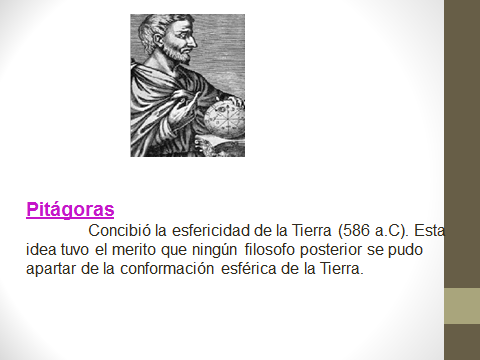 Pitágoras
Concibió la esfericidad de la Tierra (586 a.C). Esta
idea tuvo el merito que ningún filosofo posterior se pudo
apartar de la conformación esférica de la Tierra.